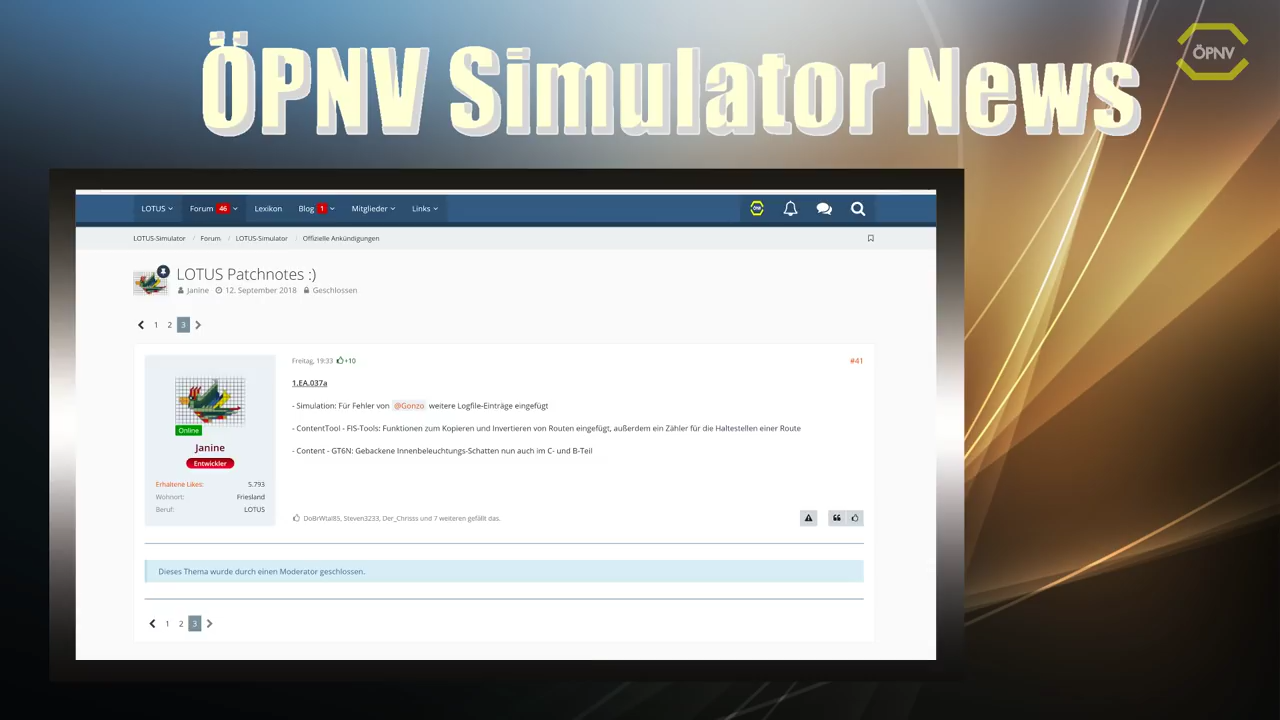 ÖPNV Simulator News
ÖPNV
LOTUS Forum 46 Lexikon Blog 1 Mitglieder Links
LOTUS-Simulator / Forum / LOTUS-Simulator / Offizielle Ankündigungen
LOTUS Patchnotes :)
Janine 12. September 2018 Geschlossen
1 2 3
Freitag, 19:33 +10 #41
1.EA.037a
- Simulation: Für Fehler von @Gonzo weitere Logfile-Einträge eingefügt
- ContentTool - FIS-Tools: Funktionen zum Kopieren und Invertieren von Routen eingefügt, außerdem ein Zähler für die Haltestellen einer Route
- Content - GT6N: Gebackene Innenbeleuchtungs-Schatten nun auch im C- und B-Teil
Online
Janine
Entwickler
Erhaltene Likes: 5.793
Wohnort: Friesland
Beruf: LOTUS
DoBrWtal85, Steven3233, Der_Chrisss und 7 weiteren gefällt das.
Dieses Thema wurde durch einen Moderator geschlossen.
1 2 3